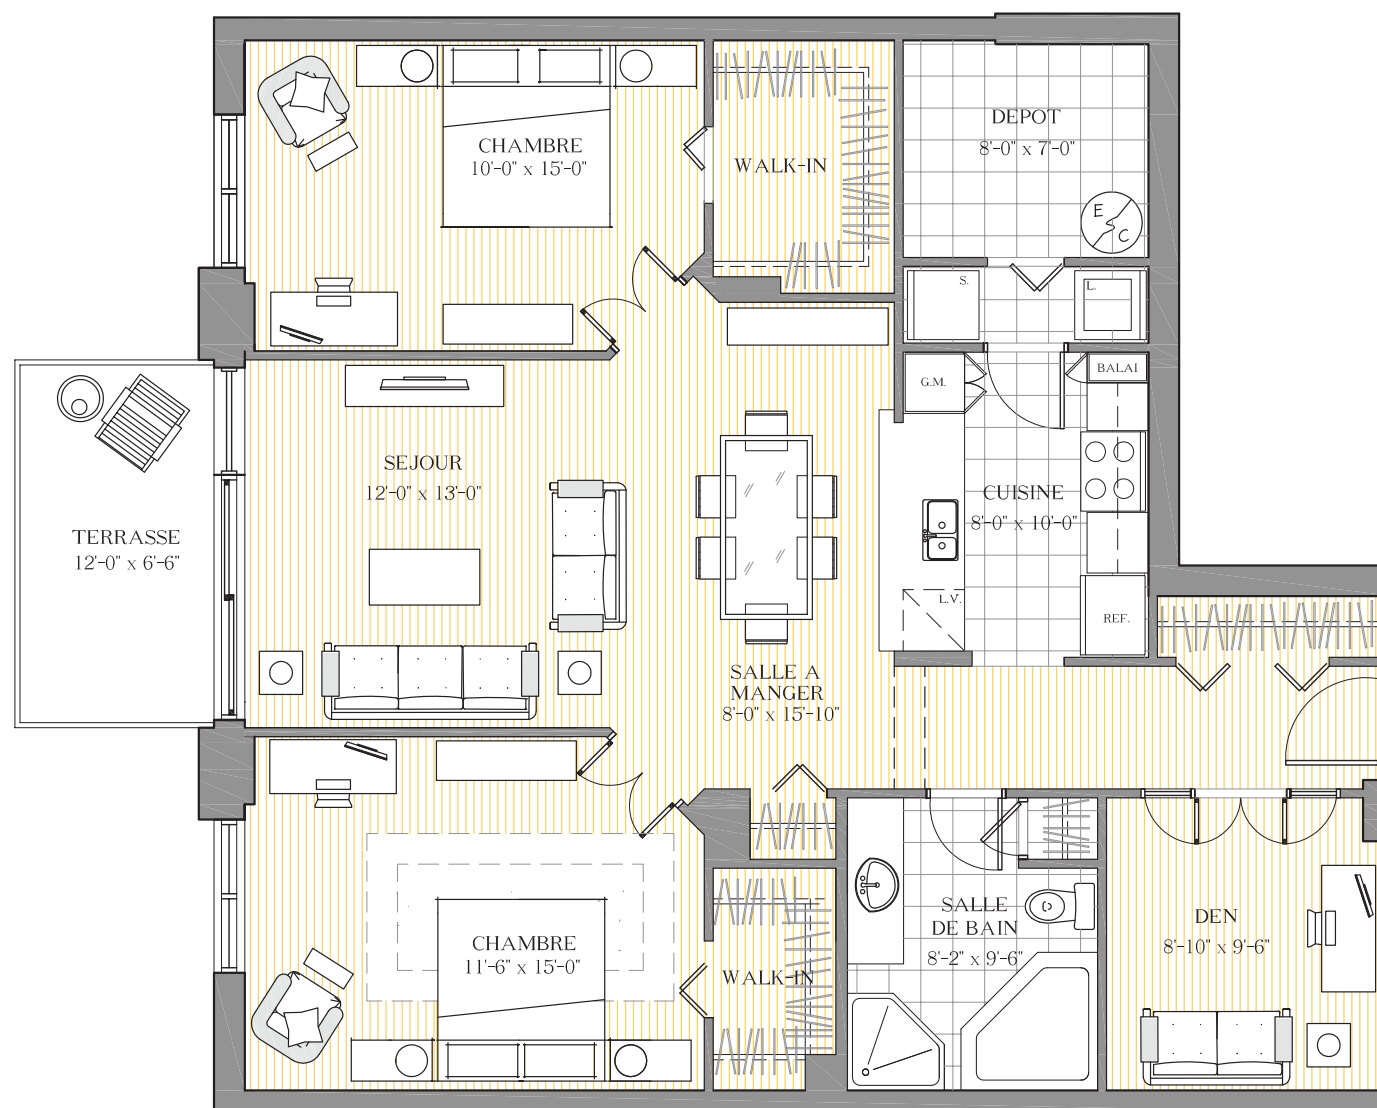 CHAMBRE
10'-0" x 15'-0"
WALK-IN
DEPOT
8'-0" x 7'-0"
E
C
S.
L.
G.M.
BALAI
SEJOUR
12'-0" x 13'-0"
CUISINE
8'-0" x 10'-0"
TERRASSE
12'-0" x 6'-6"
L.V.
REF.
SALLE A
MANGER
8'-0" x 15'-10"
CHAMBRE
11'-6" x 15'-0"
WALK-IN
SALLE
DE BAIN
8'-2" x 9'-6"
DEN
8'-10" x 9'-6"